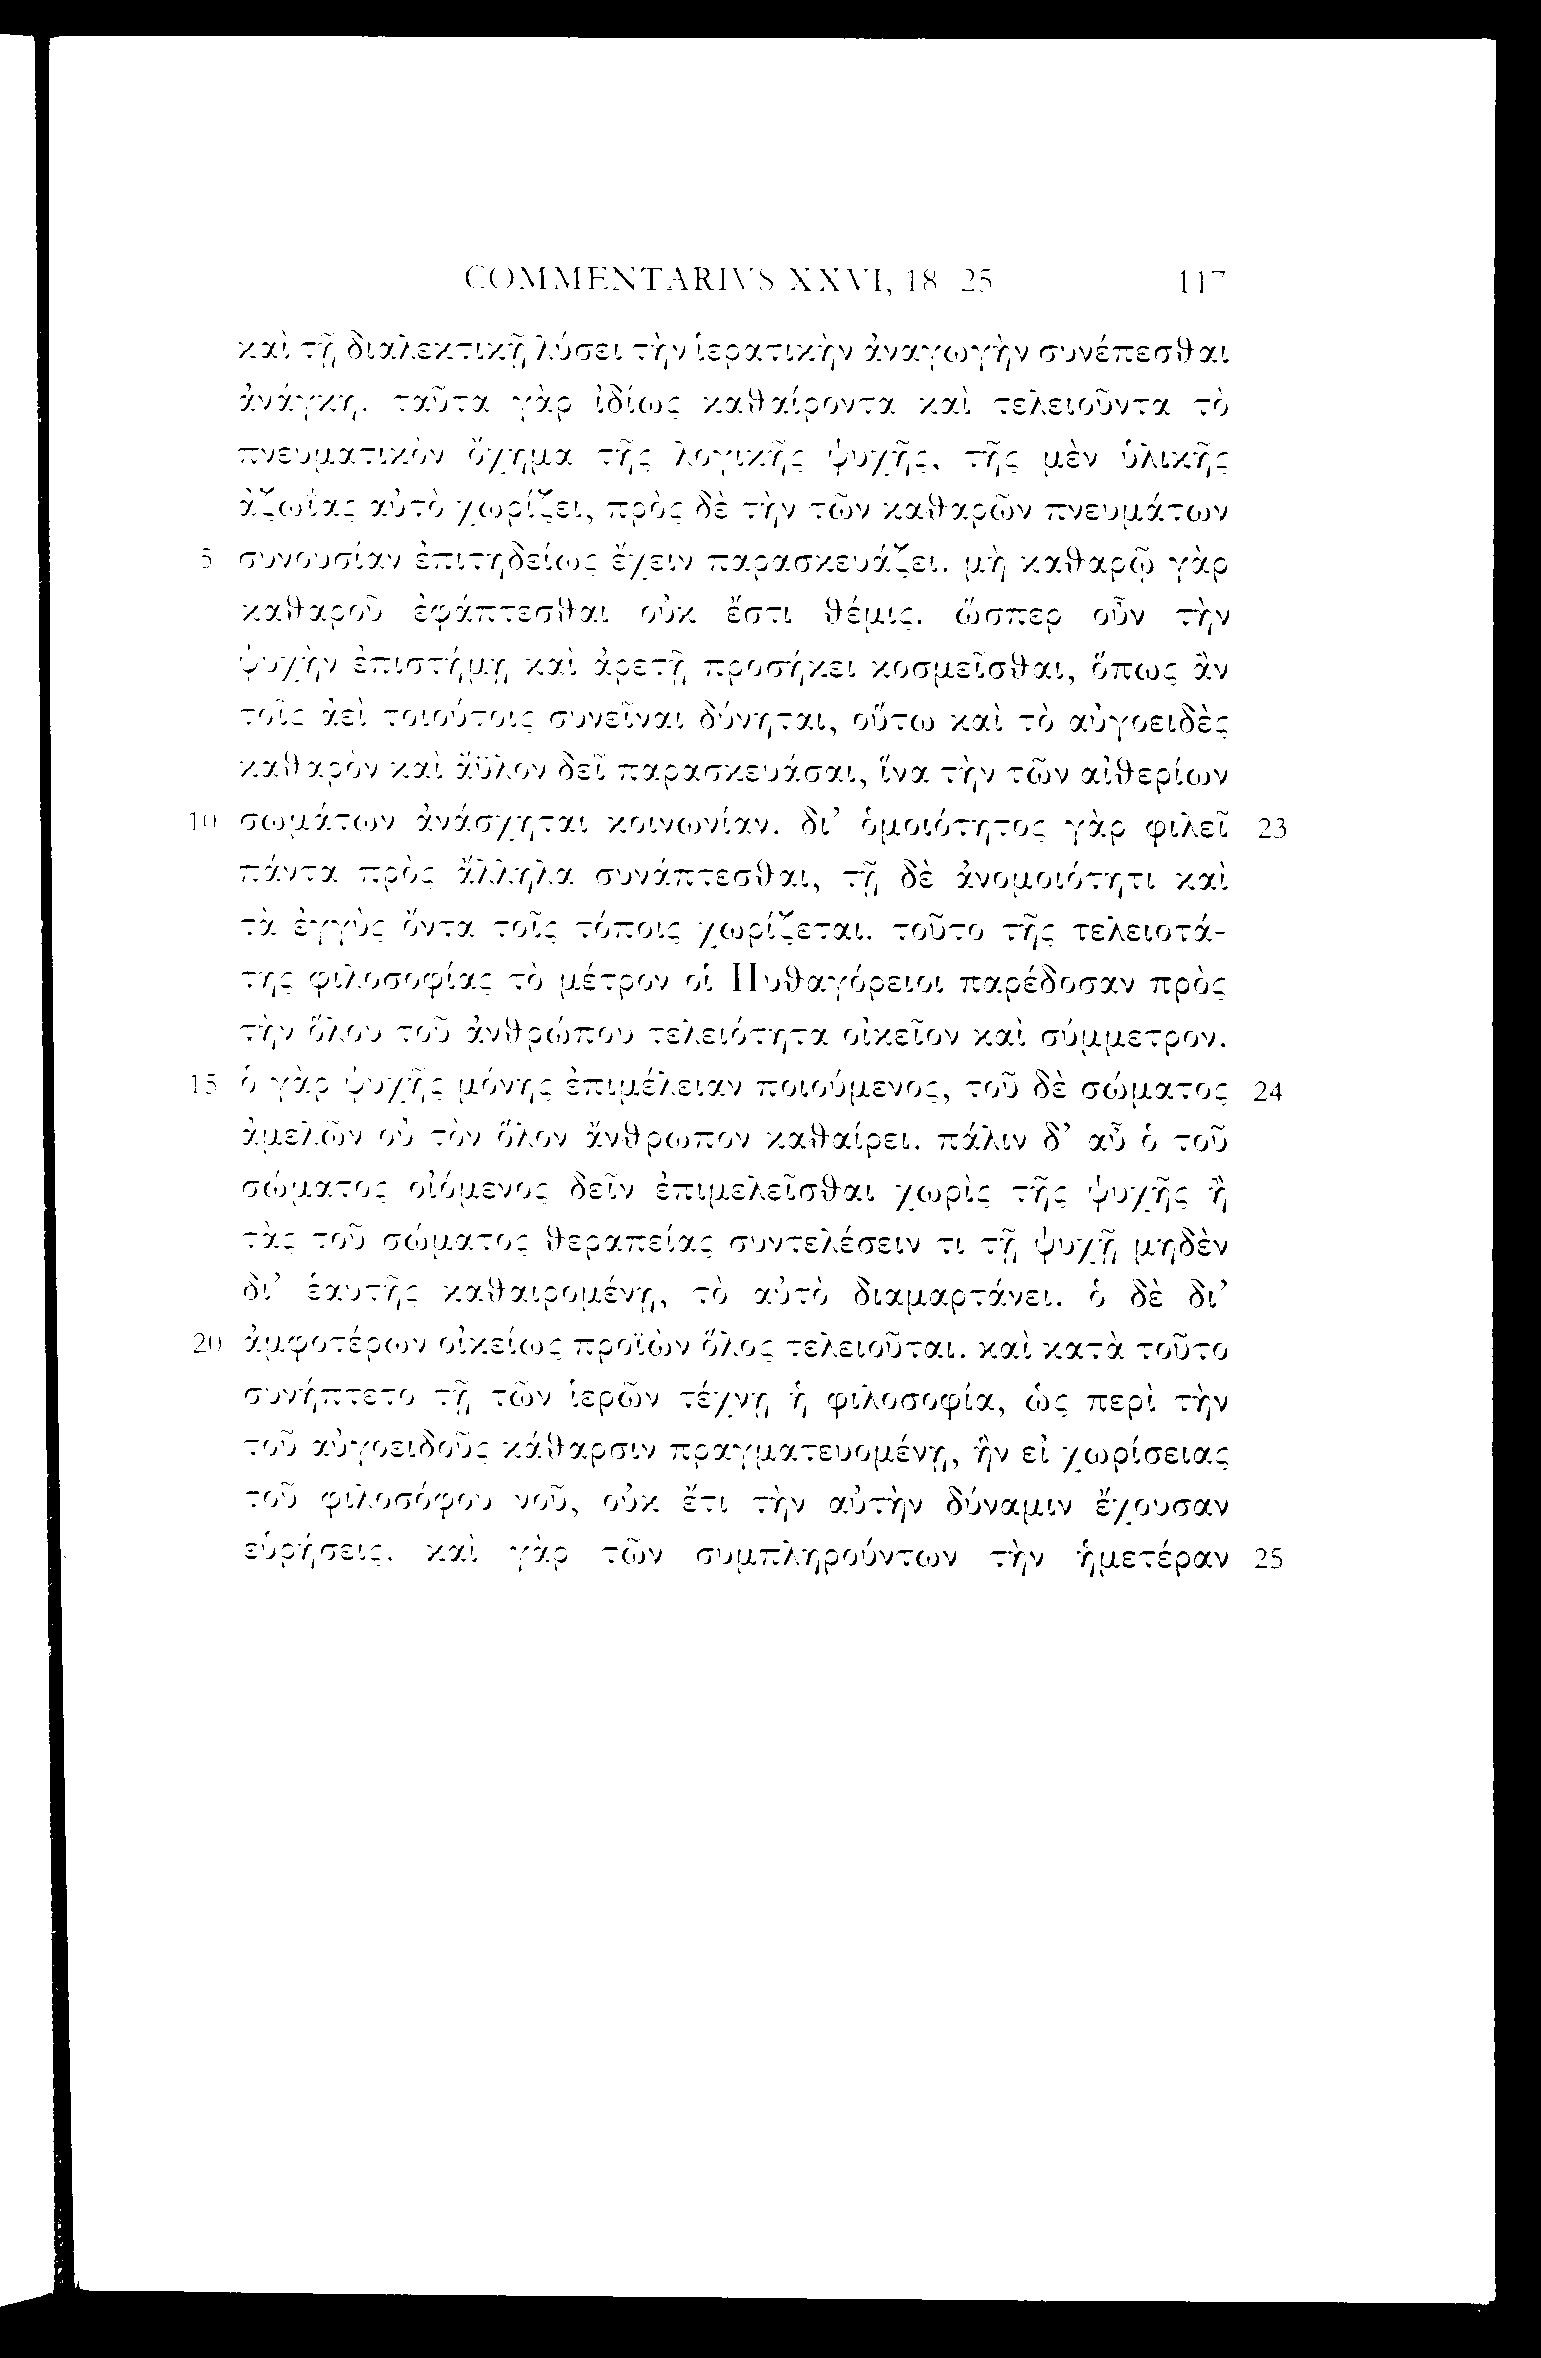 COMMENTARIVS XXVI, 18–25 117
καὶ τῇ διαλεκτικῇ λύσει τὴν ἱερατικὴν ἀναγωγὴν συνέπεσθαι
ἀνάγκη. ταῦτα γὰρ ἰδίως καθαίροντα καὶ τελειοῦντα τὸ
πνευματικὸν ὄχημα τῆς λογικῆς ψυχῆς, τῆς μὲν ὑλικῆς
ἀζωίας αὐτὸ χωρίζει, πρὸς δὲ τὴν τῶν καθαρῶν πνευμάτων
5 συνουσίαν ἐπιτηδείως ἔχειν παρασκευάζει. μὴ καθαρῷ γὰρ
καθαροῦ ἐφάπτεσθαι οὐκ ἔστι θέμις. ὥσπερ οὖν τὴν
ψυχὴν ἐπιστήμῃ καὶ ἀρετῇ προσήκει κοσμεῖσθαι, ὅπως ἂν
τοῖς ἀεὶ τοιούτοις συνεῖναι δύνηται, οὕτω καὶ τὸ αὐγοειδὲς
καθαρὸν καὶ ἄϋλον δεῖ παρασκευάσαι, ἵνα τὴν τῶν αἰθερίων
10 σωμάτων ἀνάσχηται κοινωνίαν. δι’ ὁμοιότητος γὰρ φιλεῖ 23
πάντα πρὸς ἄλληλα συνάπτεσθαι, τῇ δὲ ἀνομοιότητι καὶ
τὰ ἐγγὺς ὄντα τοῖς τόποις χωρίζεται. τοῦτο τῆς τελειοτά-
της φιλοσοφίας τὸ μέτρον οἱ Πυθαγόρειοι παρέδοσαν πρὸς
τὴν ὅλου τοῦ ἀνθρώπου τελειότητα οἰκεῖον καὶ σύμμετρον.
15 ὁ γὰρ ψυχῆς μόνης ἐπιμέλειαν ποιούμενος, τοῦ δὲ σώματος 24
ἀμελῶν οὐ τὸν ὅλον ἄνθρωπον καθαίρει. πάλιν δ’ αὖ ὁ τοῦ
σώματος οἰόμενος δεῖν ἐπιμελεῖσθαι χωρὶς τῆς ψυχῆς ἢ
τὰς τοῦ σώματος θεραπείας συντελέσειν τι τῇ ψυχῇ μηδὲν
δι’ ἑαυτῆς καθαιρομένῃ, τὸ αὐτὸ διαμαρτάνει. ὁ δὲ δι’
20 ἀμφοτέρων οἰκείως προϊὼν ὅλος τελειοῦται. καὶ κατὰ τοῦτο
συνήπτετο τῇ τῶν ἱερῶν τέχνῃ ἡ φιλοσοφία, ὡς περὶ τὴν
τοῦ αὐγοειδοῦς κάθαρσιν πραγματευομένῃ, ἣν εἰ χωρίσειας
τοῦ φιλοσόφου νοῦ, οὐκ ἔτι τὴν αὐτὴν δύναμιν ἔχουσαν
εὑρήσεις. καὶ γὰρ τῶν συμπληρούντων τὴν ἡμετέραν 25